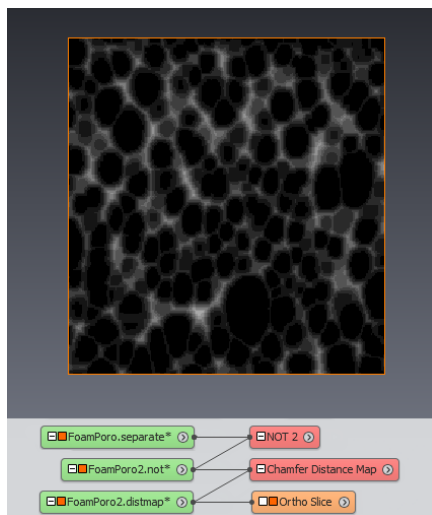 FoamPoro.separate* NOT 2
FoamPoro2.not* Chamfer Distance Map
FoamPoro2.distmap* Ortho Slice